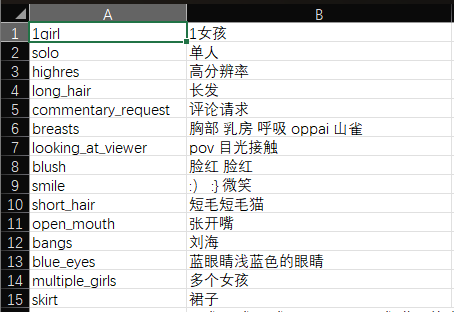 A B
1 1girl 1女孩
2 solo 单人
3 highres 高分辨率
4 long_hair 长发
5 commentary_request 评论请求
6 breasts 胸部 乳房 呼吸 oppai 山雀
7 looking_at_viewer pov 目光接触
8 blush 脸红 脸红
9 smile :） :} 微笑
10 short_hair 短毛短毛猫
11 open_mouth 张开嘴
12 bangs 刘海
13 blue_eyes 蓝眼睛浅蓝色的眼睛
14 multiple_girls 多个女孩
15 skirt 裙子